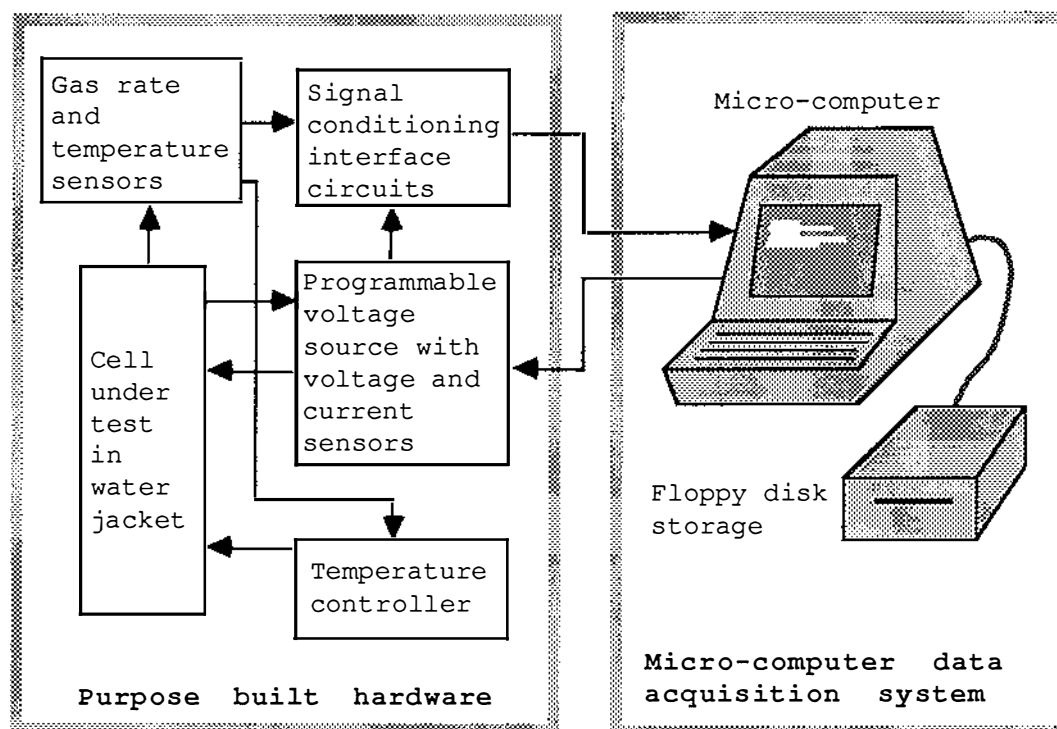 Gas rate
and
temperature
sensors
Signal
conditioning
interface
circuits
Cell
under
test
in
water
jacket
Programmable
voltage
source with
voltage and
current
sensors
Temperature
controller
Purpose built hardware
Micro-computer
Floppy disk
storage
Micro-computer data
acquisition system